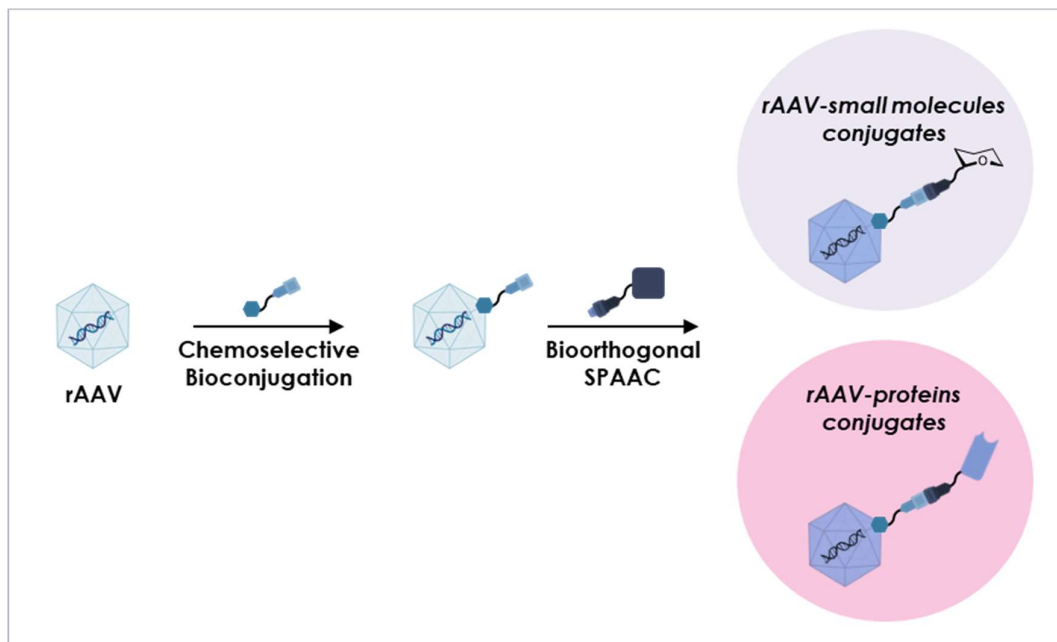 rAAV
Chemoselective
Bioconjugation
Bioorthogonal
SPAAC
rAAV-small molecules
conjugates
O
rAAV-proteins
conjugates